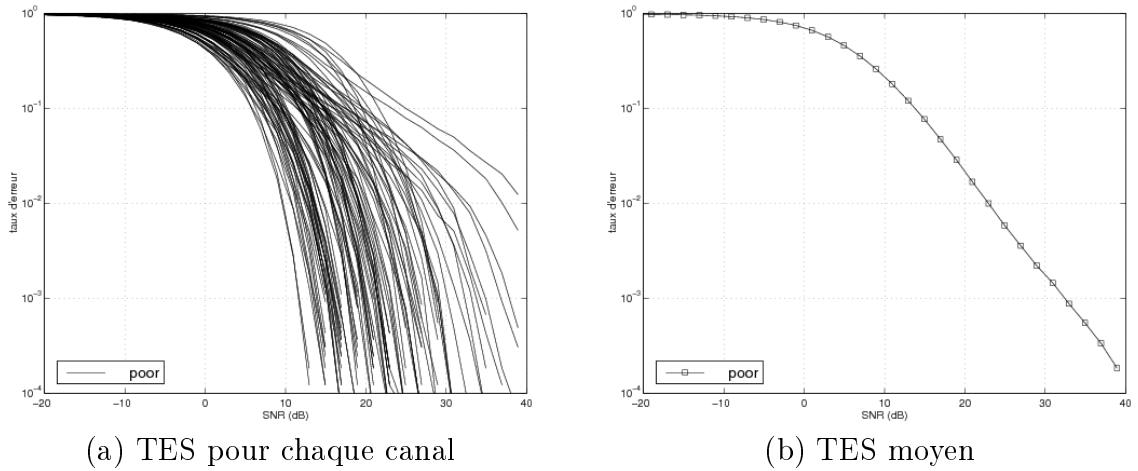 10^0
10^-1
10^-2
10^-3
10^-4
taux d'erreur
poor
-20 -10 0 10 20 30 40
SNR (dB)
(a) TES pour chaque canal
10^0
10^-1
10^-2
10^-3
10^-4
taux d'erreur
poor
-20 -10 0 10 20 30 40
SNR (dB)
(b) TES moyen